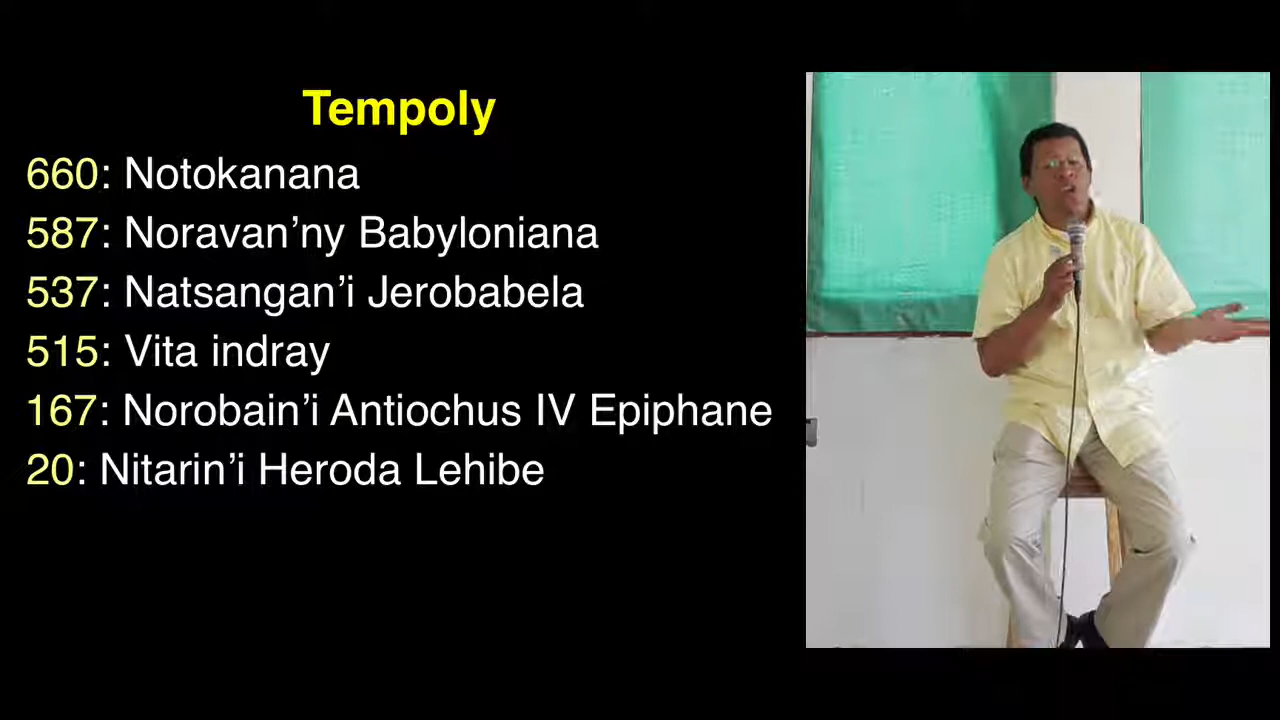 Tempoly
660: Notokanana
587: Noravan’ny Babyloniana
537: Natsangan’i Jerobabela
515: Vita indray
167: Norobain’i Antiochus IV Epiphane
20: Nitarin’i Heroda Lehibe